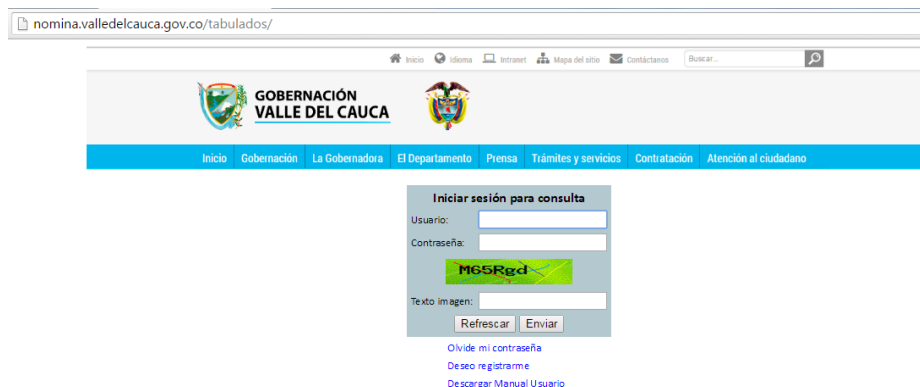 nomina.valledelcauca.gov.co/tabulados/
Inicio Idioma Intranet Mapa del sitio Contáctanos Buscar...
GOBERNACIÓN
VALLE DEL CAUCA
Inicio Gobernación La Gobernadora El Departamento Prensa Trámites y servicios Contratación Atención al ciudadano
Iniciar sesión para consulta
Usuario:
Contraseña:
M65Rgd
Texto imagen:
Refrescar Enviar
Olvide mi contraseña
Deseo registrarme
Descargar Manual Usuario